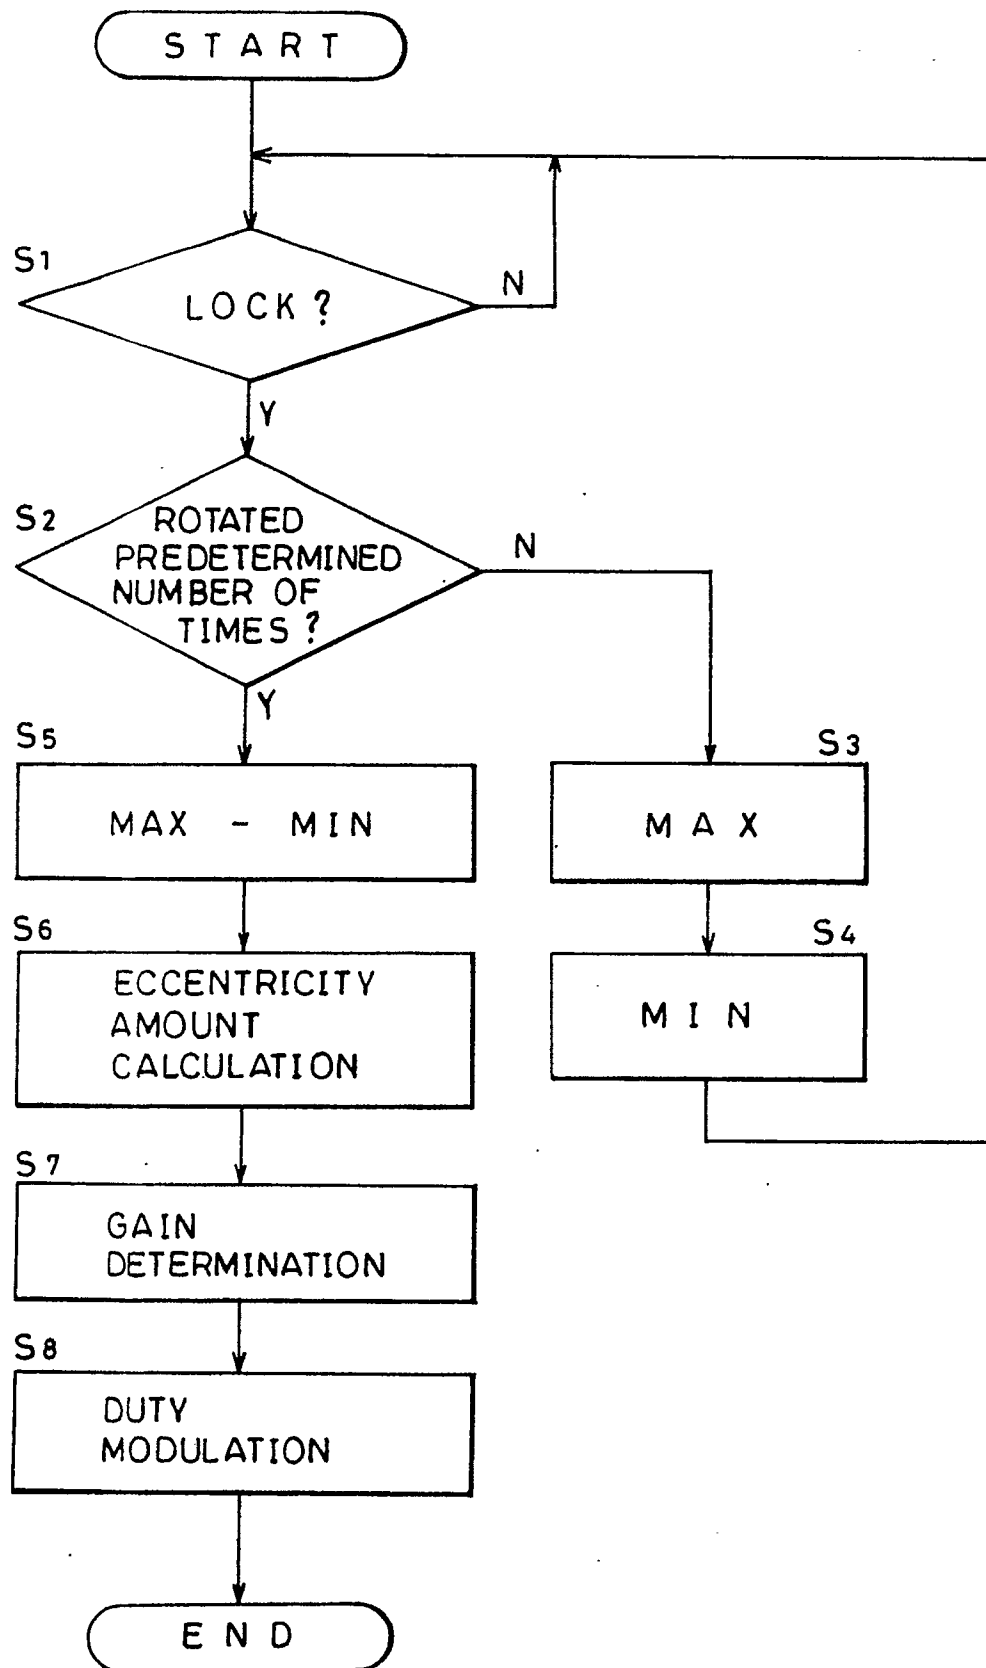 START
S1
LOCK?
N
Y
S2
ROTATED
PREDETERMINED
NUMBER OF
TIMES?
N
Y
S5
MAX - MIN
S3
MAX
S6
ECCENTRICITY
AMOUNT
CALCULATION
S4
MIN
S7
GAIN
DETERMINATION
S8
DUTY
MODULATION
END